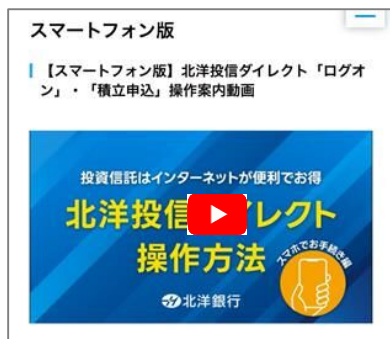 スマートフォン版
【スマートフォン版】北洋投信ダイレクト「ログオ
ン」・「積立申込」操作案内動画
投資信託はインターネットが便利でお得
北洋投信 イレクト
操作方法
スマホでお手続き編
北洋銀行